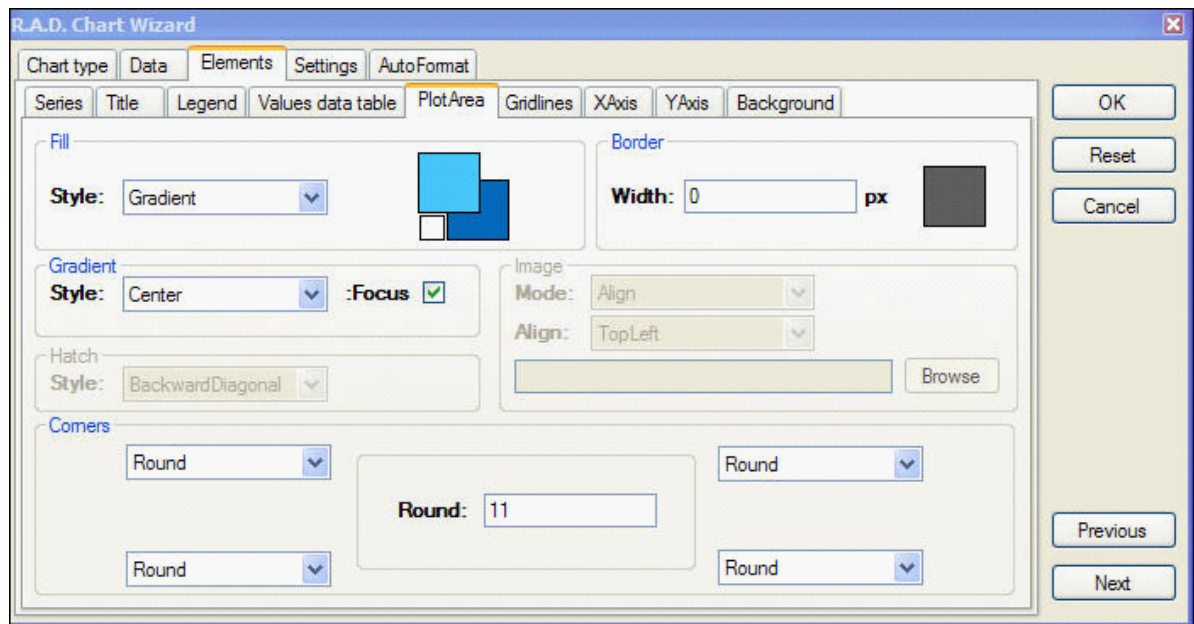 R.A.D. Chart Wizard
Chart type Data Elements Settings AutoFormat
Series Title Legend Values data table PlotArea Gridlines XAxis YAxis Background
OK
Reset
Cancel
Fill
Style: Gradient
Border
Width: 0 px
Gradient
Style: Center :Focus
Image
Mode: Align
Align: TopLeft
Browse
Hatch
Style: BackwardDiagonal
Corners
Round
Round
Round: 11
Round
Round
Previous
Next